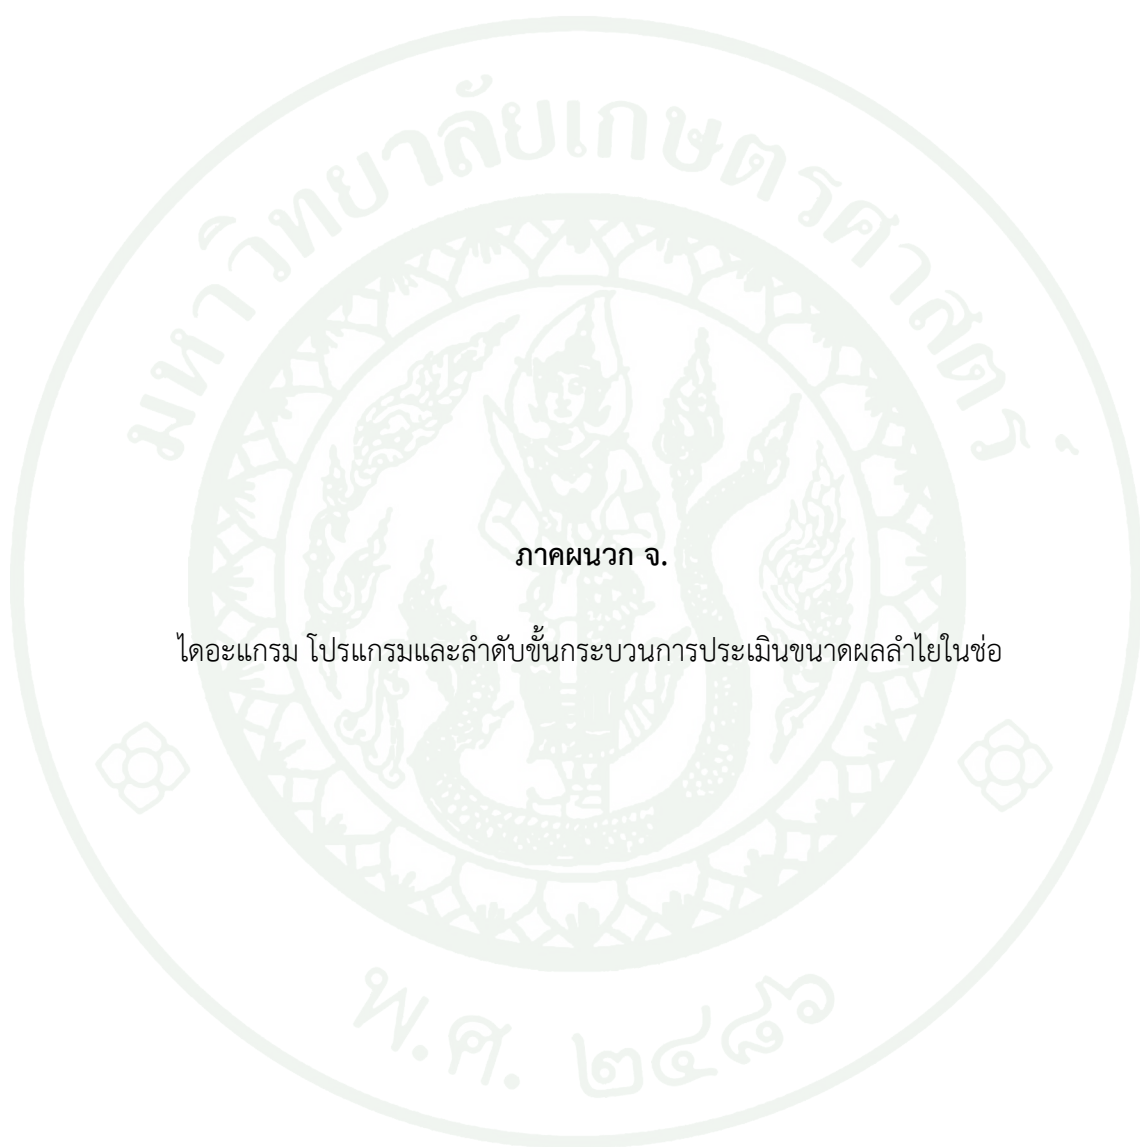 มหาวิทยาลัยเกษตรศาสตร์
ภาคผนวก จ.
ไดอะแกรม โปรแกรมและลำดับขั้นกระบวนการประเมินขนาดผลลำไยในช่อ
พ.ศ. ๒๔๘๖